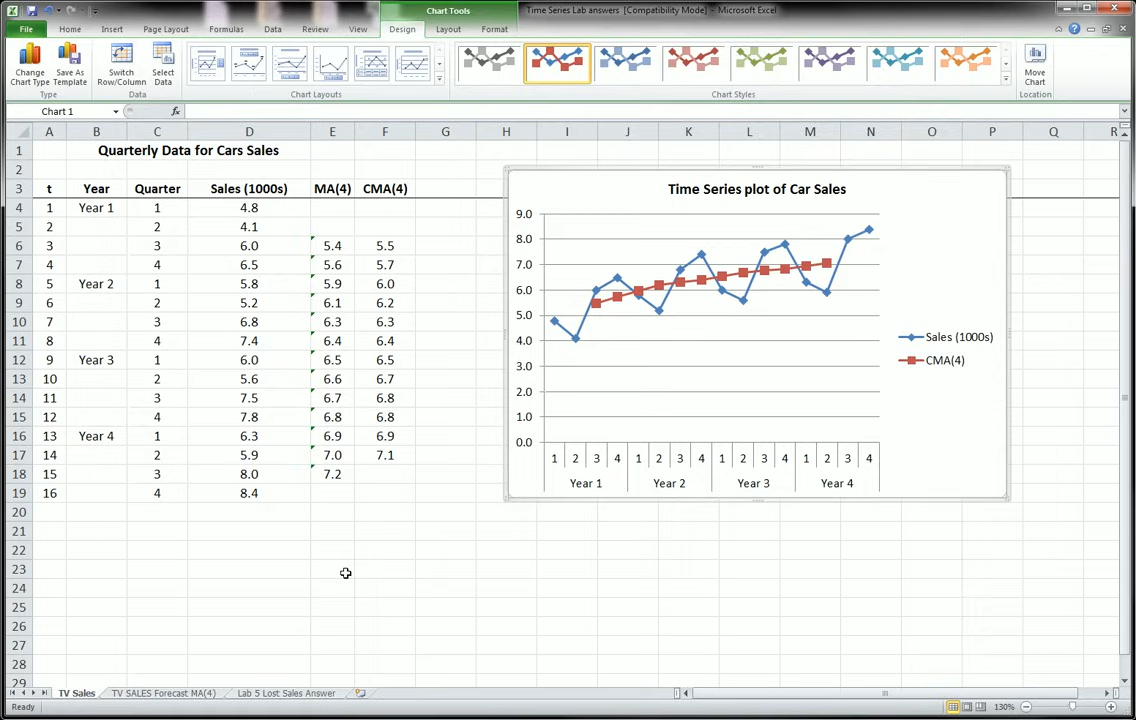 Chart Tools
Time Series Lab answers [Compatibility Mode] - Microsoft Excel
File Home Insert Page Layout Formulas Data Review View Design Layout Format
Change Chart Type
Save As Template
Switch Row/Column
Select Data
Move Chart
Type Data Chart Layouts Chart Styles Location
Chart 1 fx
A B C D E F G H I J K L M N O P Q R
1 Quarterly Data for Cars Sales
2
3 t Year Quarter Sales (1000s) MA(4) CMA(4)
4 1 Year 1 1 4.8
5 2 2 4.1
6 3 3 6.0 5.4 5.5
7 4 4 6.5 5.6 5.7
8 5 Year 2 1 5.8 5.9 6.0
9 6 2 5.2 6.1 6.2
10 7 3 6.8 6.3 6.3
11 8 4 7.4 6.4 6.4
12 9 Year 3 1 6.0 6.5 6.5
13 10 2 5.6 6.6 6.7
14 11 3 7.5 6.7 6.8
15 12 4 7.8 6.8 6.8
16 13 Year 4 1 6.3 6.9 6.9
17 14 2 5.9 7.0 7.1
18 15 3 8.0 7.2
19 16 4 8.4
20
21
22
23
24
25
26
27
28
29
Time Series plot of Car Sales
9.0
8.0
7.0
6.0
5.0
4.0
3.0
2.0
1.0
0.0
1 2 3 4 1 2 3 4 1 2 3 4 1 2 3 4
Year 1 Year 2 Year 3 Year 4
Sales (1000s)
CMA(4)
TV Sales TV SALES Forecast MA(4) Lab 5 Lost Sales Answer
Ready 130%